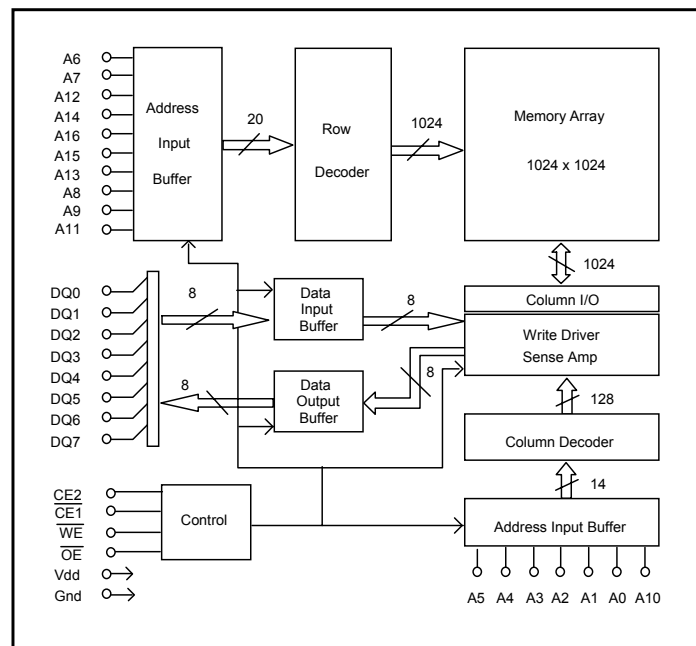 A6
A7
A12
A14
A16
A15
A13
A8
A9
A11
Address
Input
Buffer
20
Row
Decoder
1024
Memory Array
1024 x 1024
1024
DQ0
DQ1
DQ2
DQ3
DQ4
DQ5
DQ6
DQ7
8
8
Data
Input
Buffer
8
Data
Output
Buffer
8
Column I/O
Write Driver
Sense Amp
128
Column Decoder
14
Address Input Buffer
CE2
CE1
WE
OE
Vdd
Gnd
Control
A5 A4 A3 A2 A1 A0 A10